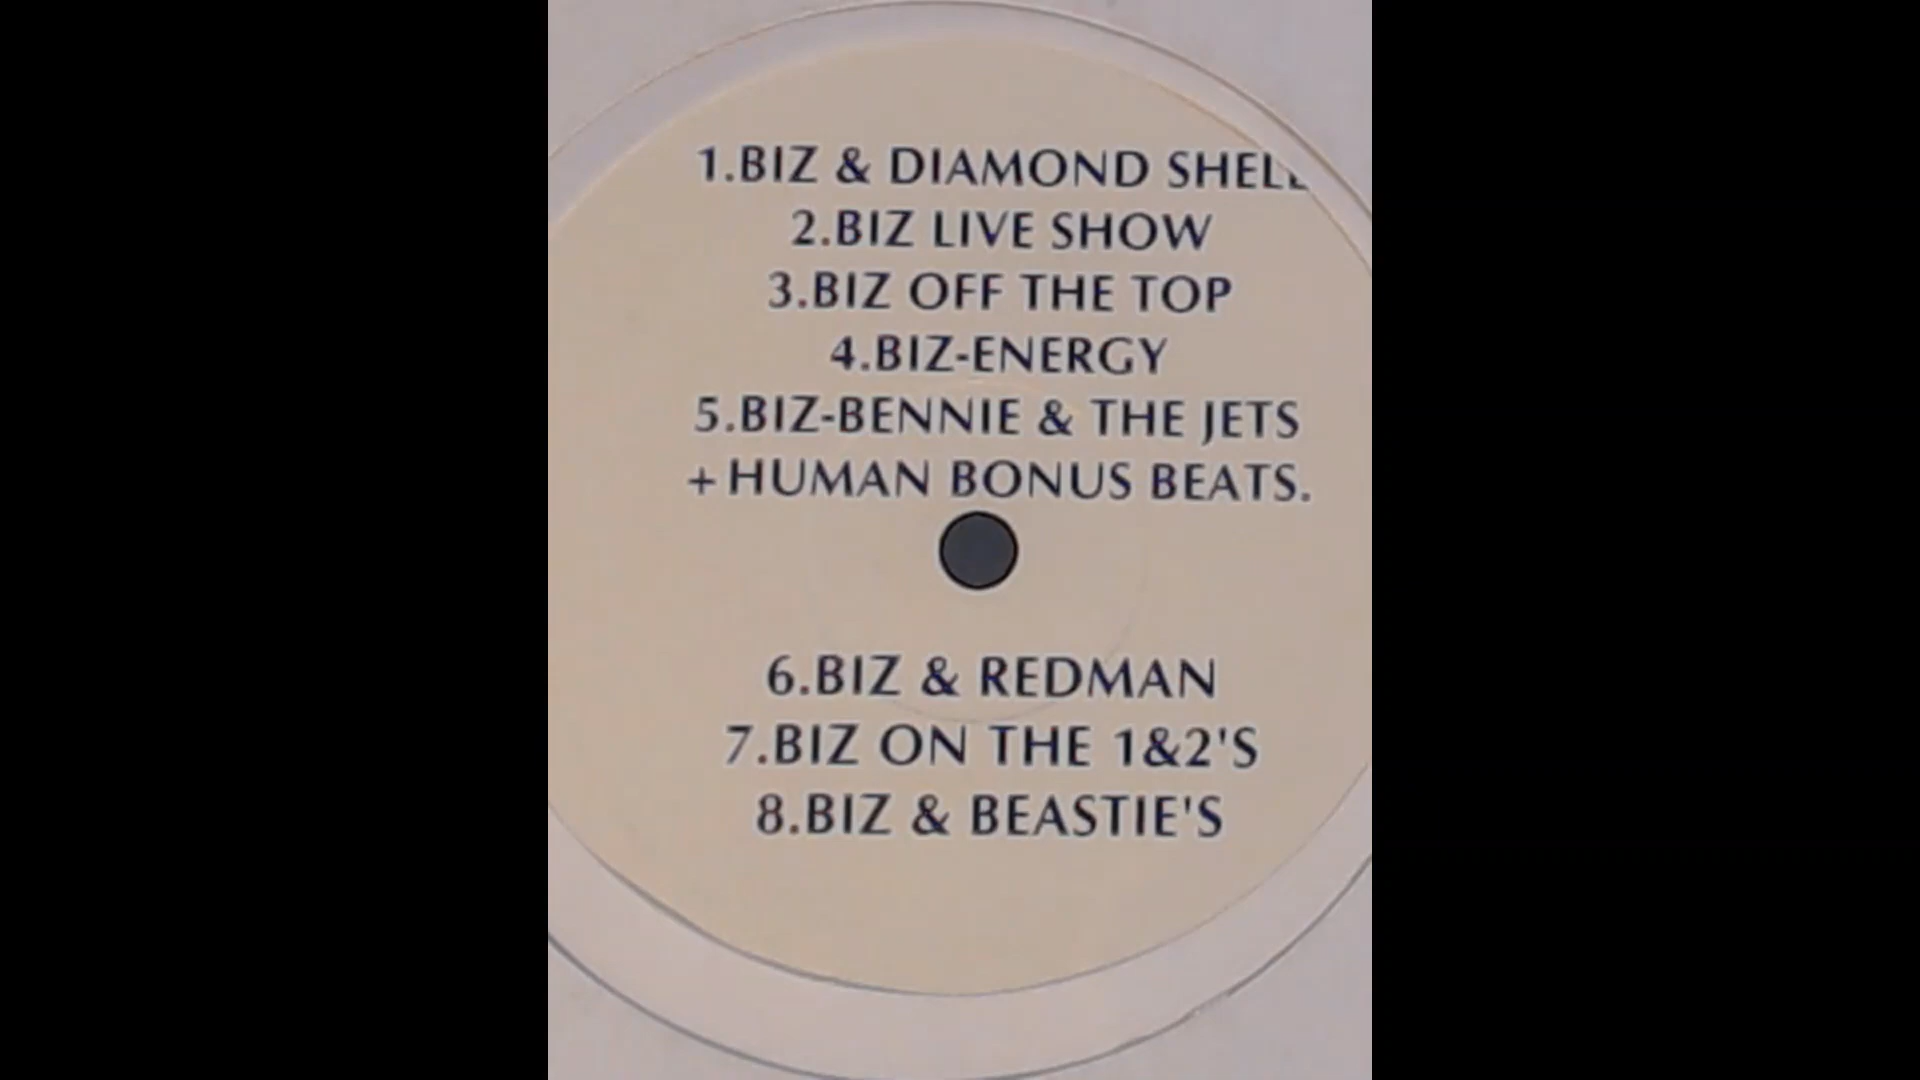 1.BIZ & DIAMOND SHELL
2.BIZ LIVE SHOW
3.BIZ OFF THE TOP
4.BIZ-ENERGY
5.BIZ-BENNIE & THE JETS
+HUMAN BONUS BEATS.
6.BIZ & REDMAN
7.BIZ ON THE 1&2'S
8.BIZ & BEASTIE'S